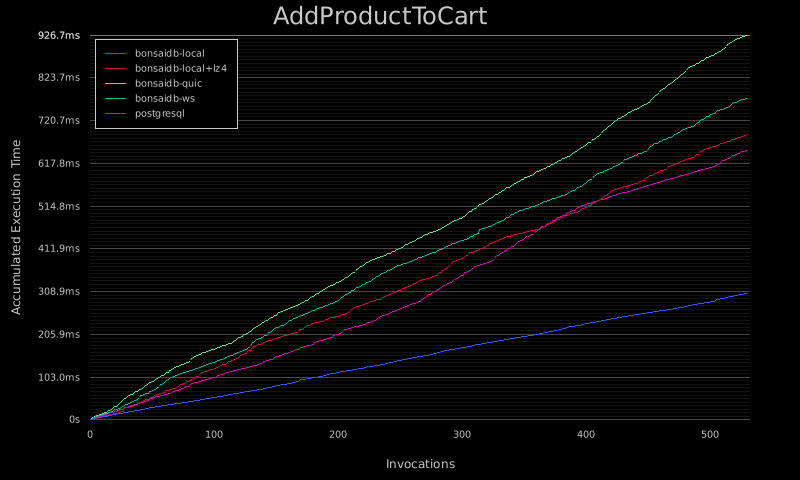 AddProductToCart
926.7ms
823.7ms
720.7ms
617.8ms
514.8ms
411.9ms
308.9ms
205.9ms
103.0ms
0s
Accumulated Execution Time
bonsaidb-local
bonsaidb-local+lz4
bonsaidb-quic
bonsaidb-ws
postgresql
0
100
200
300
400
500
Invocations